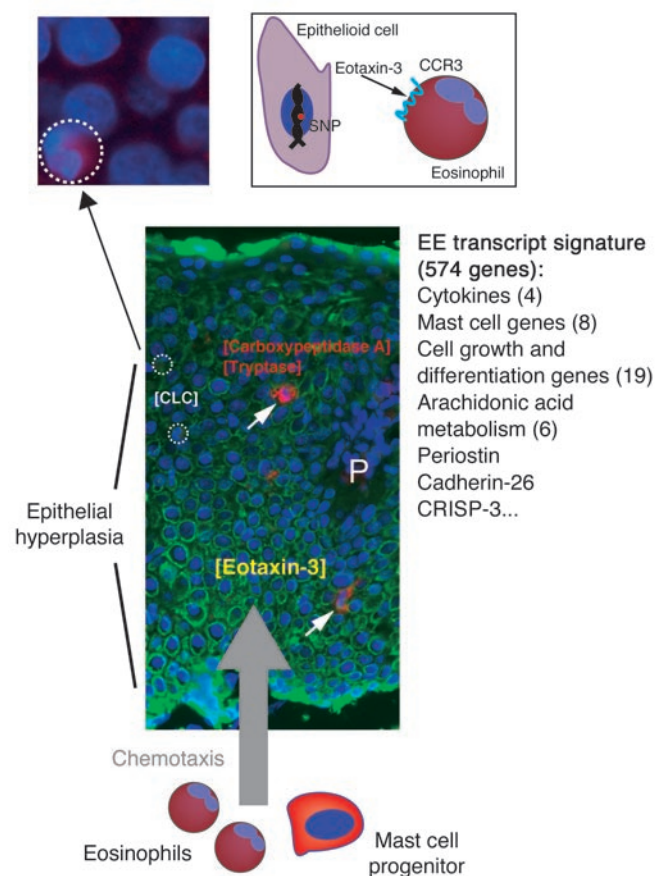 Epithelioid cell
Eotaxin-3
CCR3
SNP
Eosinophil
EE transcript signature
(574 genes):
Cytokines (4)
Mast cell genes (8)
Cell growth and
differentiation genes (19)
Arachidonic acid
metabolism (6)
Periostin
Cadherin-26
CRISP-3...
[Carboxypeptidase A]
[Tryptase]
[CLC]
P
Epithelial
hyperplasia
[Eotaxin-3]
Chemotaxis
Eosinophils
Mast cell
progenitor